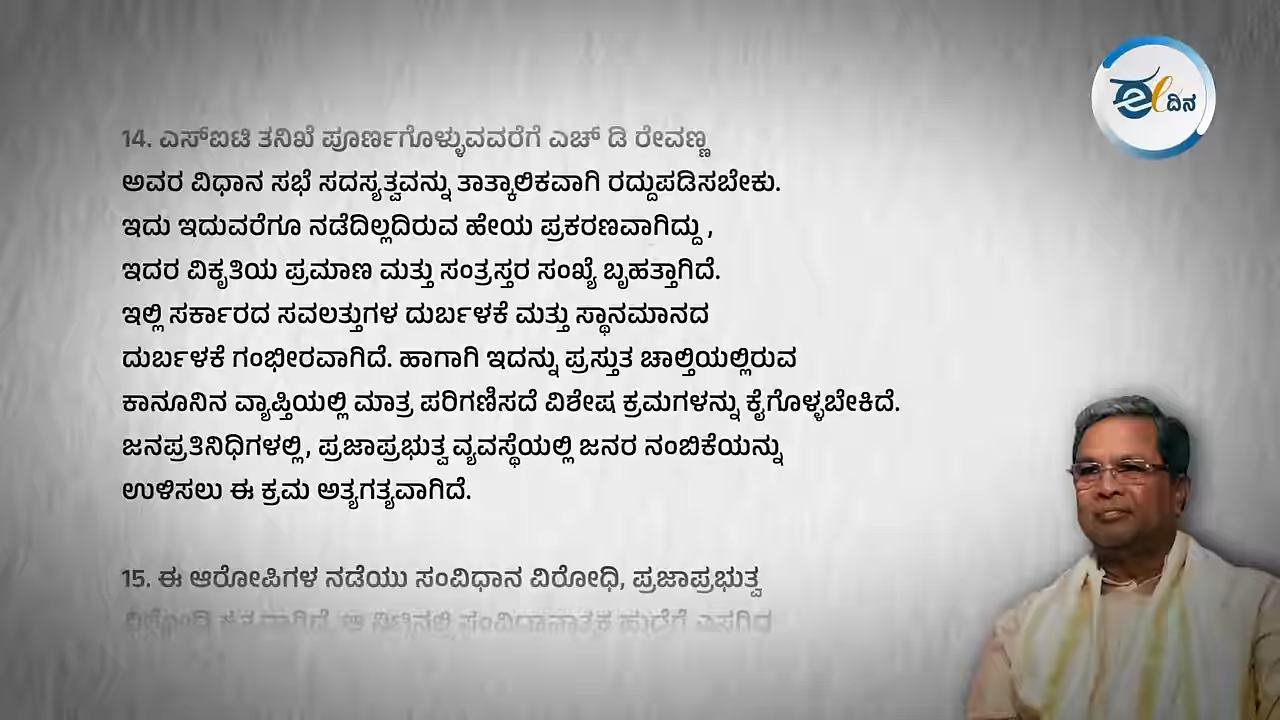 ಈ ದಿನ
14. ಎಸ್ಐಟಿ ತನಿಖೆ ಪೂರ್ಣಗೊಳ್ಳುವವರೆಗೆ ಎಚ್ ಡಿ ರೇವಣ್ಣ
ಅವರ ವಿಧಾನ ಸಭೆ ಸದಸ್ಯತ್ವವನ್ನು ತಾತ್ಕಾಲಿಕವಾಗಿ ರದ್ದುಪಡಿಸಬೇಕು.
ಇದು ಇದುವರೆಗೂ ನಡೆದಿಲ್ಲದಿರುವ ಹೇಯ ಪ್ರಕರಣವಾಗಿದ್ದು ,
ಇದರ ವಿಕೃತಿಯ ಪ್ರಮಾಣ ಮತ್ತು ಸಂತ್ರಸ್ತರ ಸಂಖ್ಯೆ ಬೃಹತ್ತಾಗಿದೆ.
ಇಲ್ಲಿ ಸರ್ಕಾರದ ಸವಲತ್ತುಗಳ ದುರ್ಬಳಕೆ ಮತ್ತು ಸ್ಥಾನಮಾನದ
ದುರ್ಬಳಕೆ ಗಂಭೀರವಾಗಿದೆ. ಹಾಗಾಗಿ ಇದನ್ನು ಪ್ರಸ್ತುತ ಚಾಲ್ತಿಯಲ್ಲಿರುವ
ಕಾನೂನಿನ ವ್ಯಾಪ್ತಿಯಲ್ಲಿ ಮಾತ್ರ ಪರಿಗಣಿಸದೆ ವಿಶೇಷ ಕ್ರಮಗಳನ್ನು ಕೈಗೊಳ್ಳಬೇಕಿದೆ.
ಜನಪ್ರತಿನಿಧಿಗಳಲ್ಲಿ, ಪ್ರಜಾಪ್ರಭುತ್ವ ವ್ಯವಸ್ಥೆಯಲ್ಲಿ ಜನರ ನಂಬಿಕೆಯನ್ನು
ಉಳಿಸಲು ಈ ಕ್ರಮ ಅತ್ಯಗತ್ಯವಾಗಿದೆ.
15. ಈ ಆರೋಪಿಗಳ ನಡೆಯು ಸಂವಿಧಾನ ವಿರೋಧಿ, ಪ್ರಜಾಪ್ರಭುತ್ವ